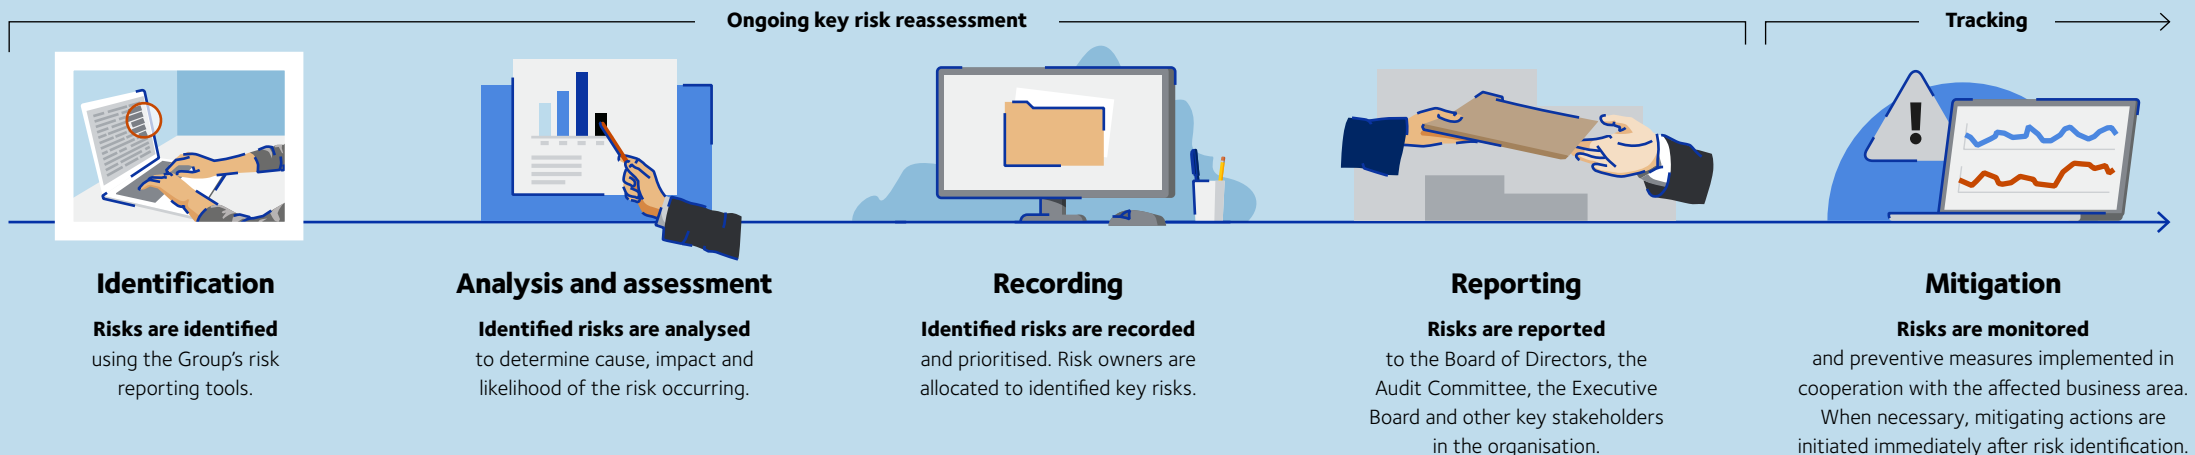 Ongoing key risk reassessment
Tracking
Identification
Risks are identified
using the Group's risk
reporting tools.
Analysis and assessment
Identified risks are analysed
to determine cause, impact and
likelihood of the risk occurring.
Recording
Identified risks are recorded
and prioritised. Risk owners are
allocated to identified key risks.
Reporting
Risks are reported
to the Board of Directors, the
Audit Committee, the Executive
Board and other key stakeholders
in the organisation.
Mitigation
Risks are monitored
and preventive measures implemented in
cooperation with the affected business area.
When necessary, mitigating actions are
initiated immediately after risk identification.